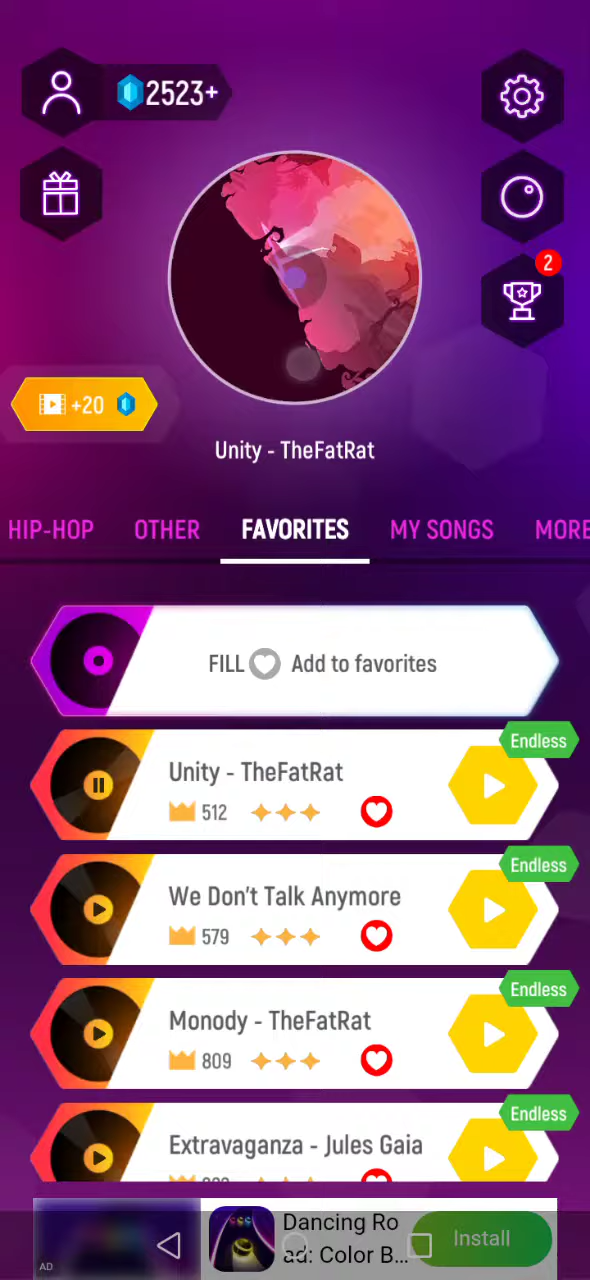 2523+
2
+20
Unity - TheFatRat
HIP-HOP OTHER FAVORITES MY SONGS MORE
FILL Add to favorites
Endless
Unity - TheFatRat
512
Endless
We Don't Talk Anymore
579
Endless
Monody - TheFatRat
809
Endless
Extravaganza - Jules Gaia
Dancing Ro
ad: Color B...
Install
AD